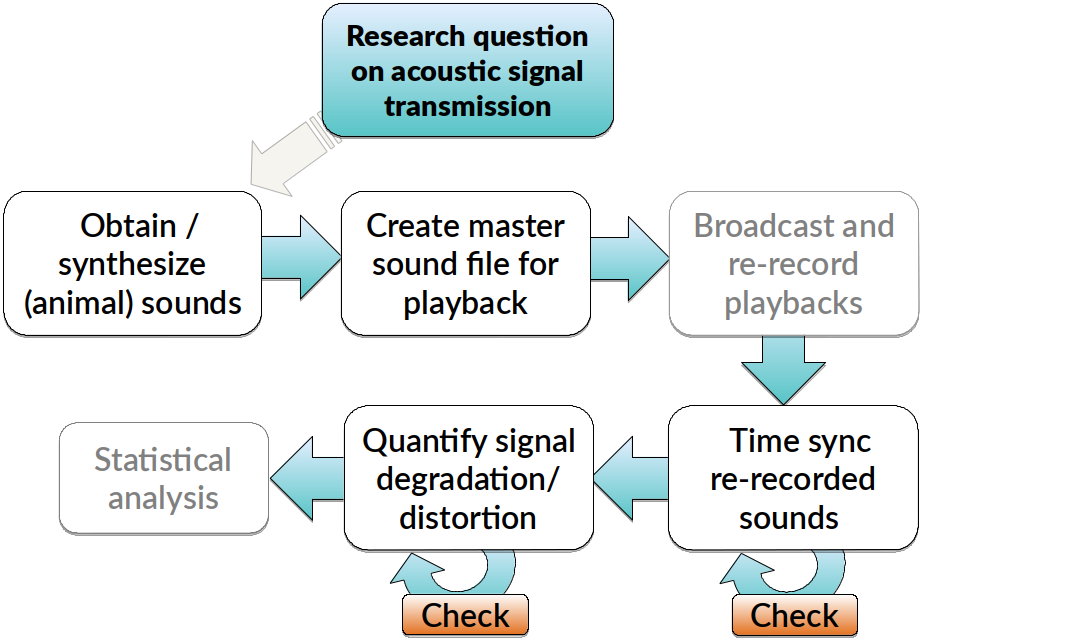 Research question
on acoustic signal
transmission
Obtain /
synthesize
(animal) sounds
Create master
sound file for
playback
Broadcast and
re-record
playbacks
Time sync
re-recorded
sounds
Check
Quantify signal
degradation/
distortion
Check
Statistical
analysis